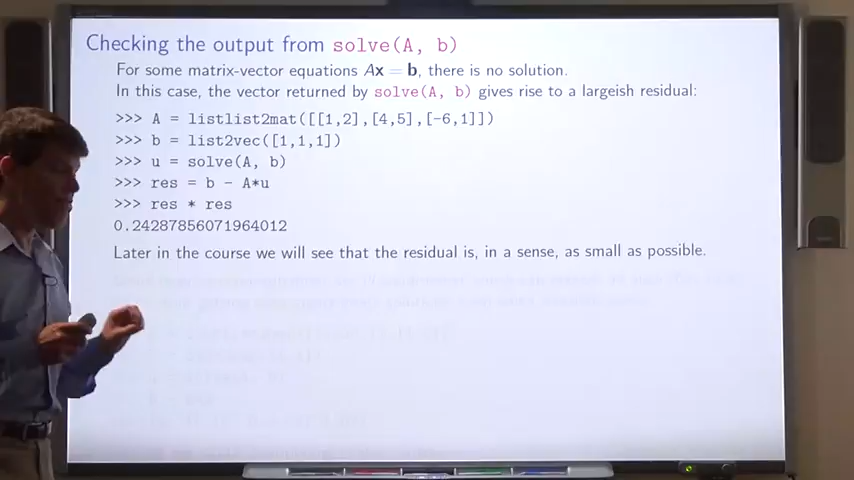 Checking the output from solve(A, b)
For some matrix-vector equations Ax = b, there is no solution.
In this case, the vector returned by solve(A, b) gives rise to a largeish residual:
>>> A = listlist2mat([[1,2],[4,5],[-6,1]])
>>> b = list2vec([1,1,1])
>>> u = solve(A, b)
>>> res = b - A*u
>>> res * res
0.24287856071964012
Later in the course we will see that the residual is, in a sense, as small as possible.